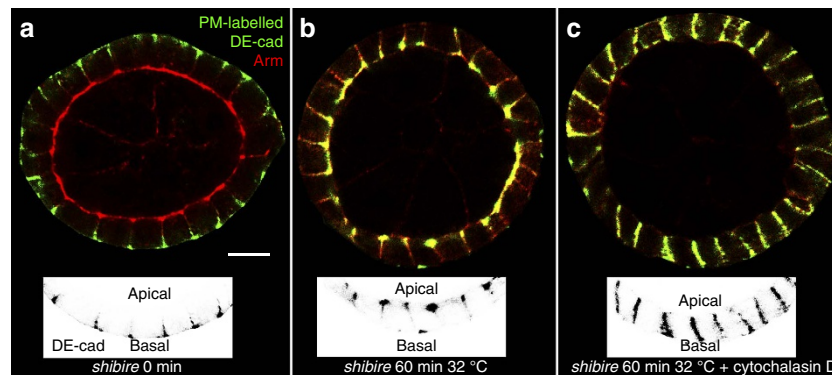 a
PM-labelled
DE-cad
Arm
b
c
Apical
DE-cad
Basal
shibire 0 min
Apical
Basal
shibire 60 min 32 °C
Apical
Basal
shibire 60 min 32 °C + cytochalasin D